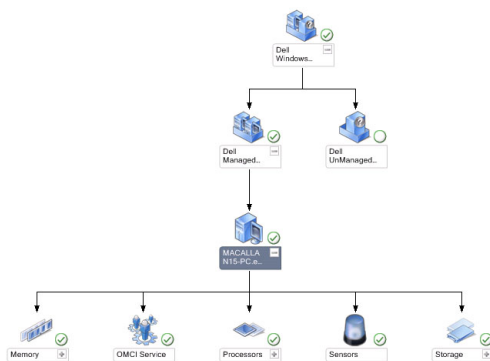 Dell
Windows..
Dell
Managed..
Dell
UnManaged..
MACALLA
N15-PC.e..
Memory
OMCI Service
Processors
Sensors
Storage